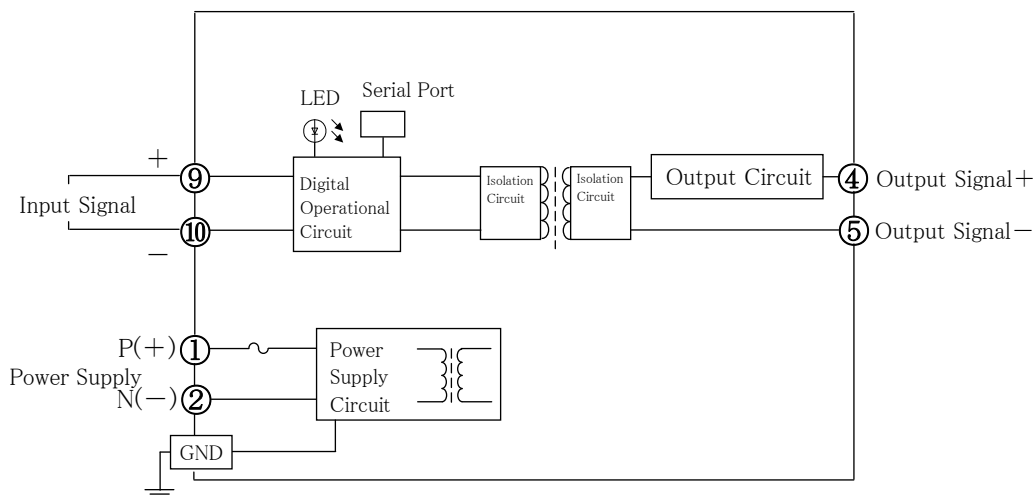 LED
Serial Port
+
⑨
Input Signal
⑩
−
Digital
Operational
Circuit
Isolation
Circuit
Isolation
Circuit
Output Circuit
④ Output Signal+
⑤ Output Signal−
P(+) ①
Power Supply
N(−) ②
GND
Power
Supply
Circuit